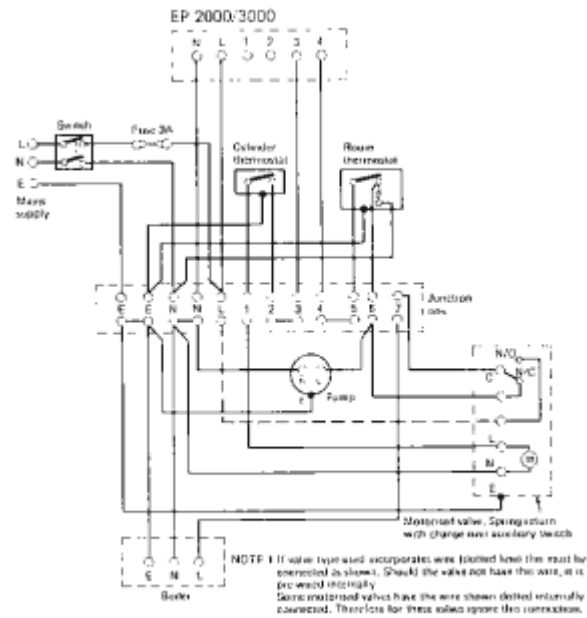 EP 2000/3000
N L 1 2 3 4
Switch
Fuse 3A
Cylinder
thermostat
Room
thermostat
L
N
E
Mains
supply
E E N N L 1 2 3 4 5 6 7
Junction
N/O
N/C
C
Pump
E
L
N
E
Motorised valve, Spring return
with change over auxiliary switch
E N L
Boiler
NOTE 1 If valve type used incorporates wire (dotted line) this must be
connected as shown. Should the valve not have this wire, it is
pre-wired internally
Some motorised valves have the wire shown dotted internally
connected. Therefore for these valves ignore this connection.